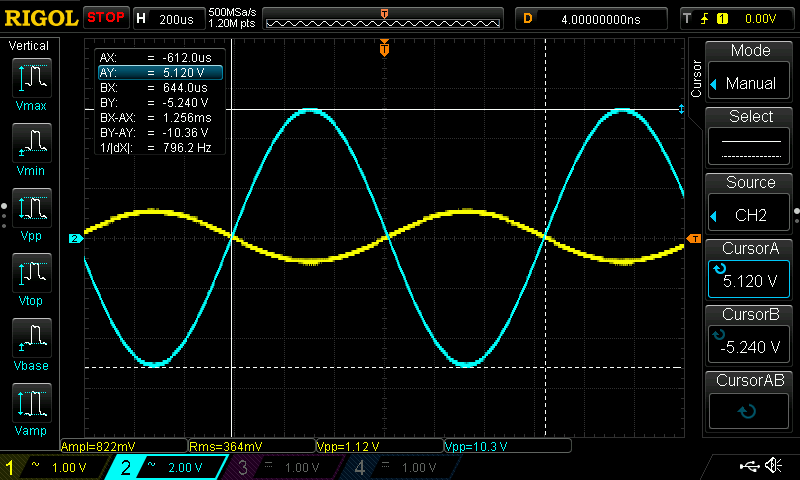 RIGOL STOP H 200us 500MSa/s 1.20M pts D 4.00000000ns T 1 0.00V
Vertical
Vmax
Vmin
Vpp
Vtop
Vbase
Vamp
T
AX: = -612.0us
AY: = 5.120 V
BX: = 644.0us
BY: = -5.240 V
BX-AX: = 1.256ms
BY-AY: = -10.36 V
1/|dX|: = 796.2 Hz
2
T
Cursor
Mode
Manual
Select
Source
CH2
CursorA
5.120 V
CursorB
-5.240 V
CursorAB
Ampl=822mV Rms=364mV Vpp=1.12 V Vpp=10.3 V
1 ~ 1.00 V 2 ~ 2.00 V 3 = 1.00 V 4 = 1.00 V